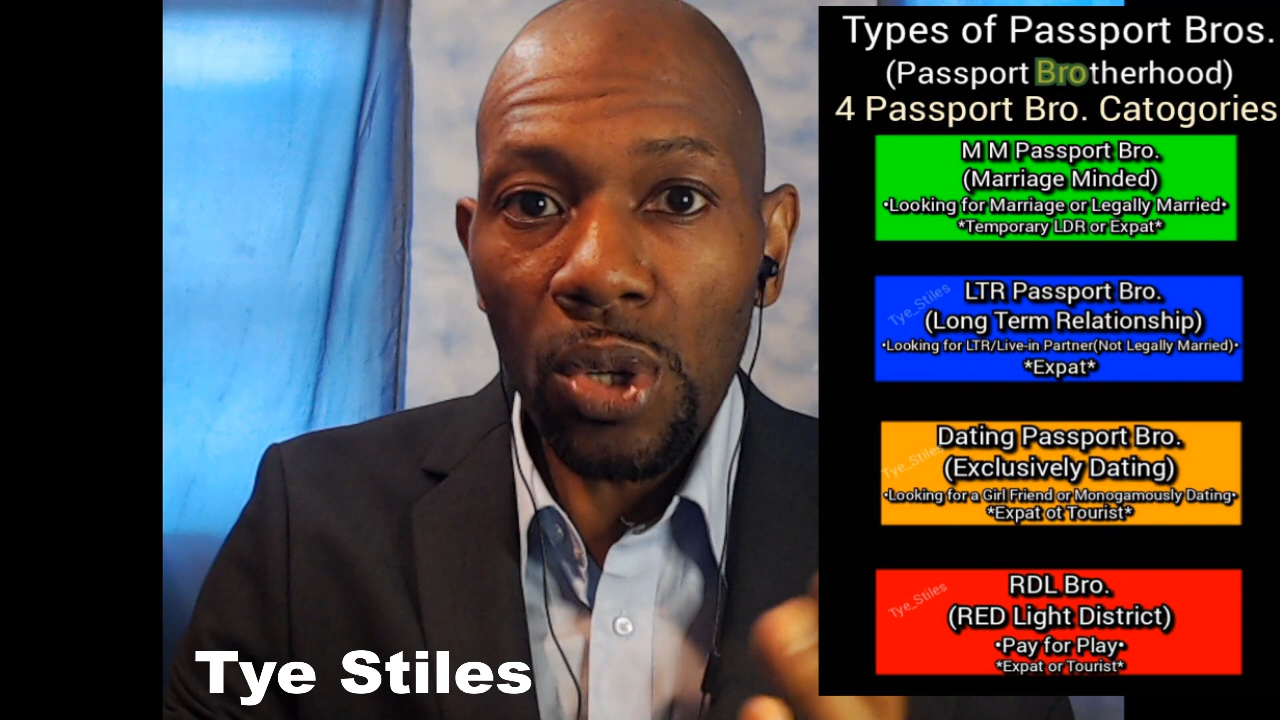 Types of Passport Bros.
(Passport Brotherhood)
4 Passport Bro. Catogories
M M Passport Bro.
(Marriage Minded)
•Looking for Marriage or Legally Married•
*Temporary LDR or Expat*
Tye_Stiles
LTR Passport Bro.
(Long Term Relationship)
•Looking for LTR/Live-in Partner(Not Legally Married)•
*Expat*
Tye_Stiles
Dating Passport Bro.
(Exclusively Dating)
•Looking for a Girl Friend or Monogamously Dating•
*Expat ot Tourist*
Tye_Stiles
RDL Bro.
(RED Light District)
•Pay for Play•
*Expat or Tourist*
Tye Stiles